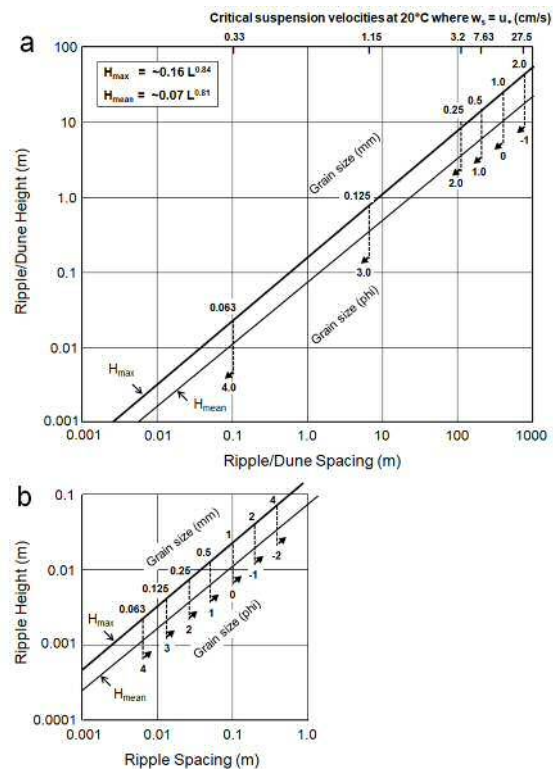 Critical suspension velocities at 20°C where wₛ = u* (cm/s)
0.33 1.15 3.2 7.63 27.5
a
Hmax = ~0.16 L^0.84
Hmean = ~0.07 L^0.81
100
10
1.0
0.1
0.01
0.001
Ripple/Dune Height (m)
2.0
1.0
0.5
0.25
0.125
0.063
Grain size (mm)
-1
0
1.0
2.0
3.0
4.0
Grain size (phi)
Hmax
Hmean
0.001 0.01 0.1 1.0 10 100 1000
Ripple/Dune Spacing (m)
b
0.1
0.01
0.001
0.0001
Ripple Height (m)
Grain size (mm)
4
2
1
0.5
0.25
0.125
0.063
-2
-1
0
1
2
3
4
Grain size (phi)
Hmax
Hmean
0.001 0.01 0.1 1.0
Ripple Spacing (m)